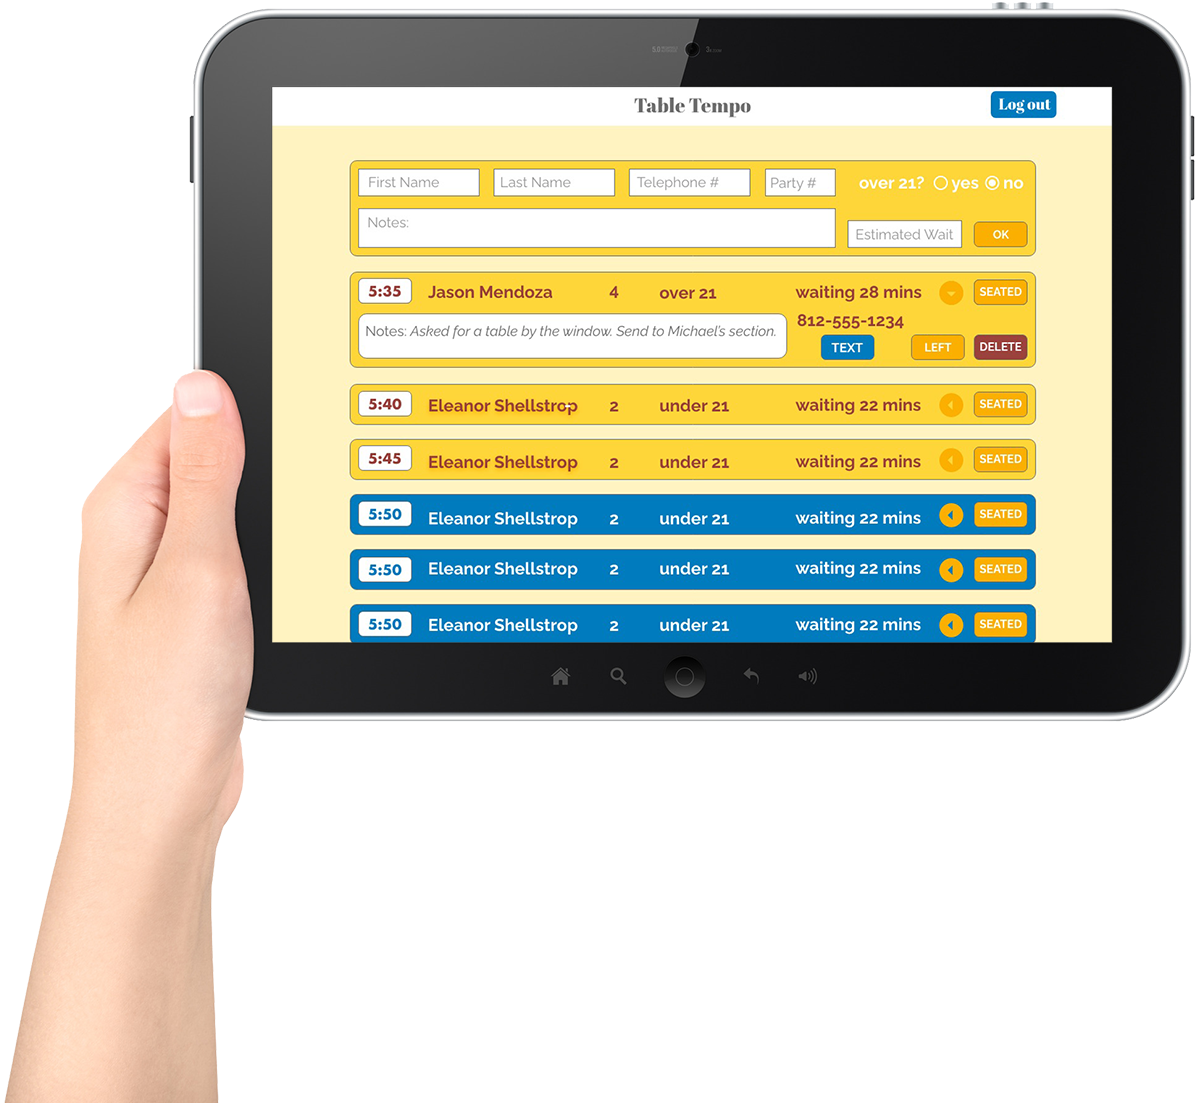 Table Tempo
Log out
First Name Last Name Telephone # Party # over 21? yes no
Notes:
Estimated Wait OK
5:35 Jason Mendoza 4 over 21 waiting 28 mins SEATED
812-555-1234
Notes: Asked for a table by the window. Send to Michael's section.
TEXT LEFT DELETE
5:40 Eleanor Shellstrop 2 under 21 waiting 22 mins SEATED
5:45 Eleanor Shellstrop 2 under 21 waiting 22 mins SEATED
5:50 Eleanor Shellstrop 2 under 21 waiting 22 mins SEATED
5:50 Eleanor Shellstrop 2 under 21 waiting 22 mins SEATED
5:50 Eleanor Shellstrop 2 under 21 waiting 22 mins SEATED